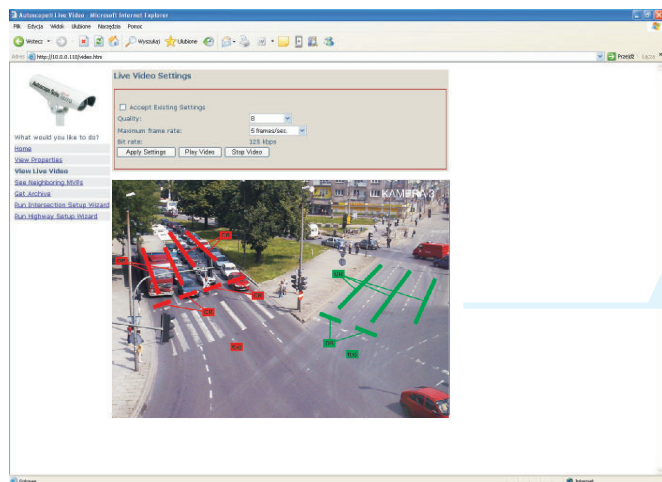 Autoscope® Live Video - Microsoft Internet Explorer
Plik Edycja Widok Ulubione Narzędzia Pomoc
Wstecz Wyszukaj Ulubione
Adres http://10.0.0.110/video.htm Przejdź Łącza »
Live Video Settings
Accept Existing Settings
Quality: 8
Maximum frame rate: 5 frames/sec.
Bit rate: 325 kbps
Apply Settings Play Video Stop Video
What would you like to do?
Home
View Properties
View Live Video
See Neighboring MVPs
Get Archive
Run Intersection Setup Wizard
Run Highway Setup Wizard
KAMERA 3
Gotowe Internet